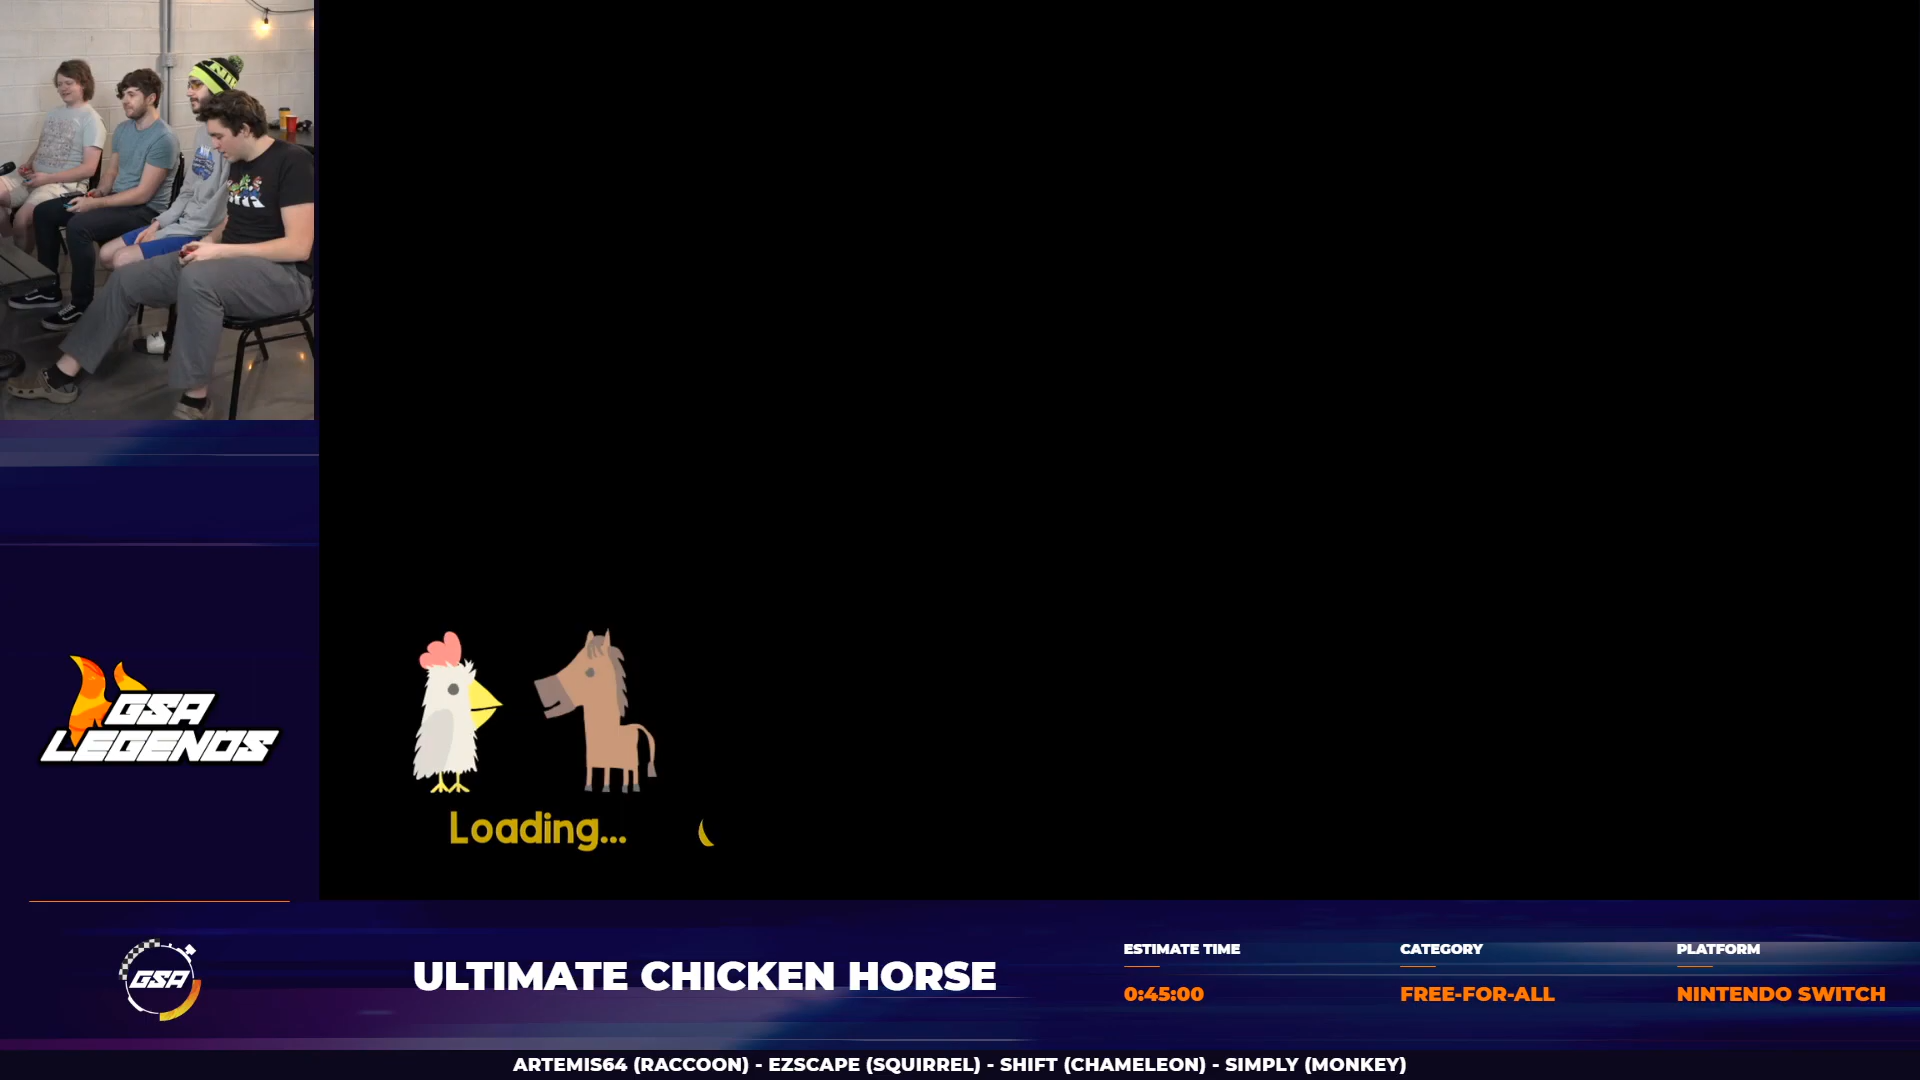 GSA
LEGENDS
Loading...
GSA
ULTIMATE CHICKEN HORSE
ESTIMATE TIME
0:45:00
CATEGORY
FREE-FOR-ALL
PLATFORM
NINTENDO SWITCH
ARTEMIS64 (RACCOON) - EZSCAPE (SQUIRREL) - SHIFT (CHAMELEON) - SIMPLY (MONKEY)